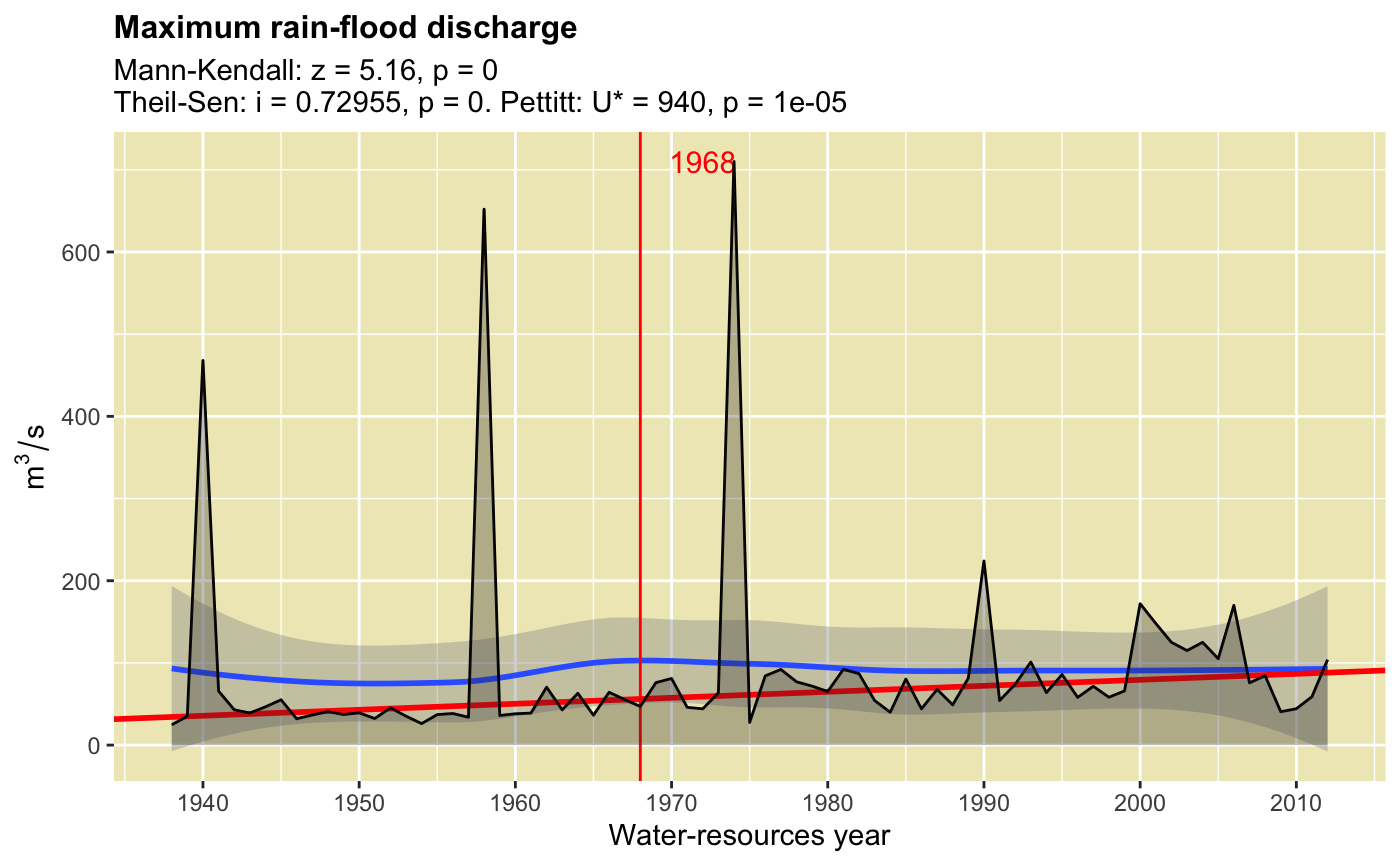 Maximum rain-flood discharge
Mann-Kendall: z = 5.16, p = 0
Theil-Sen: i = 0.72955, p = 0. Pettitt: U* = 940, p = 1e-05
1968
600
400
200
0
m³/s
1940 1950 1960 1970 1980 1990 2000 2010
Water-resources year